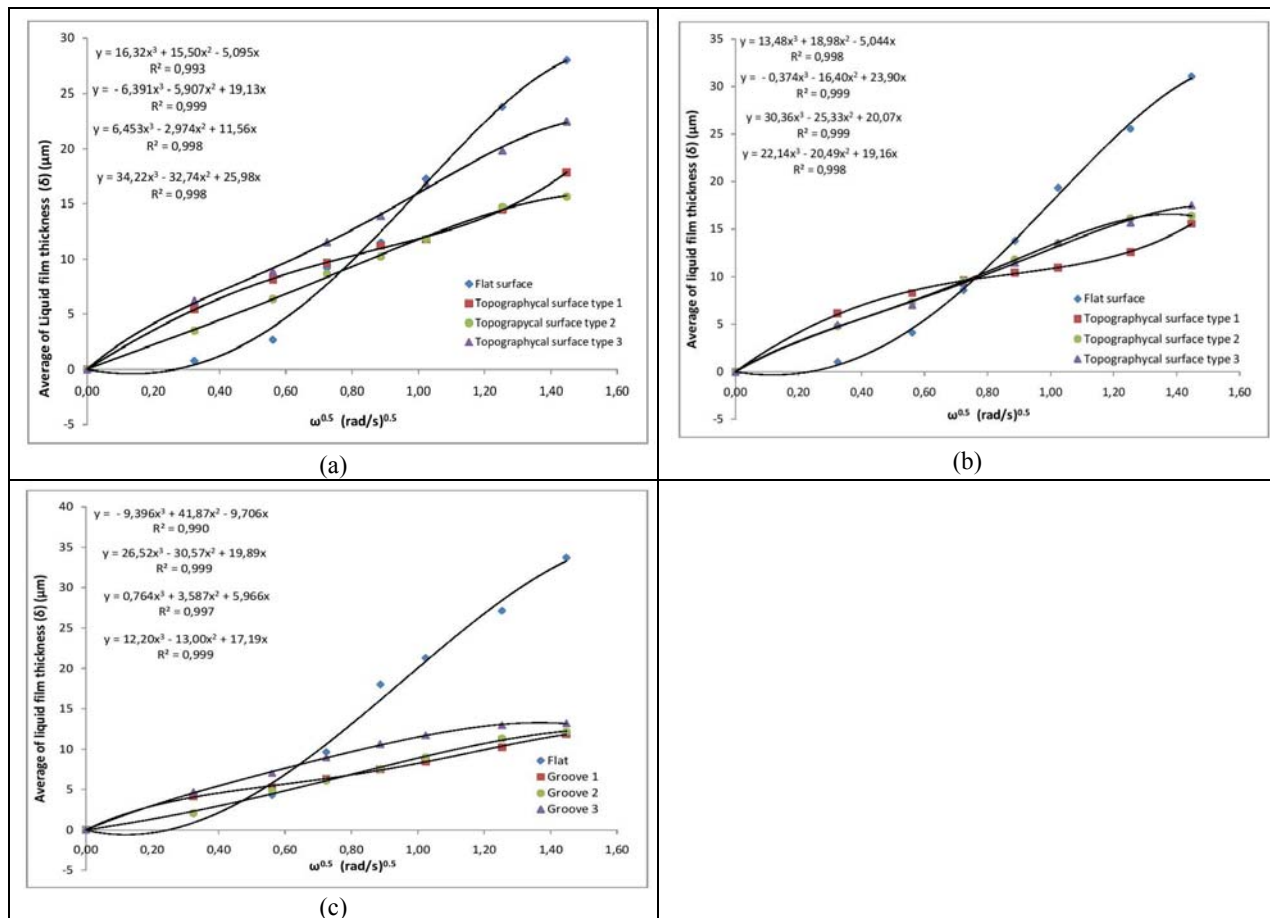 30
25
20
15
10
5
0
-5
Average of Liquid film thickness (δ) (μm)
y = 16,32x³ + 15,50x² - 5,095x
R² = 0,993
y = - 6,391x³ - 5,907x² + 19,13x
R² = 0,999
y = 6,453x³ - 2,974x² + 11,56x
R² = 0,998
y = 34,22x³ - 32,74x² + 25,98x
R² = 0,998
Flat surface
Topographycal surface type 1
Topograpycal surface type 2
Topographycal surface type 3
0,00 0,20 0,40 0,60 0,80 1,00 1,20 1,40 1,60
ω⁰·⁵ (rad/s)⁰·⁵
(a)
35
30
25
20
15
10
5
0
-5
Average of liquid film thickness (δ) (μm)
y = 13,48x³ + 18,98x² - 5,044x
R² = 0,998
y = - 0,374x³ - 16,40x² + 23,90x
R² = 0,999
y = 30,36x³ - 25,33x² + 20,07x
R² = 0,999
y = 22,14x³ - 20,49x² + 19,16x
R² = 0,998
Flat surface
Topographycal surface type 1
Topographycal surface type 2
Topographycal surface type 3
0,00 0,20 0,40 0,60 0,80 1,00 1,20 1,40 1,60
ω⁰·⁵ (rad/s)⁰·⁵
(b)
40
35
30
25
20
15
10
5
0
-5
Average of liquid film thickness (δ) (μm)
y = - 9,396x³ + 41,87x² - 9,706x
R² = 0,990
y = 26,52x³ - 30,57x² + 19,89x
R² = 0,999
y = 0,764x³ + 3,587x² + 5,966x
R² = 0,997
y = 12,20x³ - 13,00x² + 17,19x
R² = 0,999
Flat
Groove 1
Groove 2
Groove 3
0,00 0,20 0,40 0,60 0,80 1,00 1,20 1,40 1,60
ω⁰·⁵ (rad/s)⁰·⁵
(c)